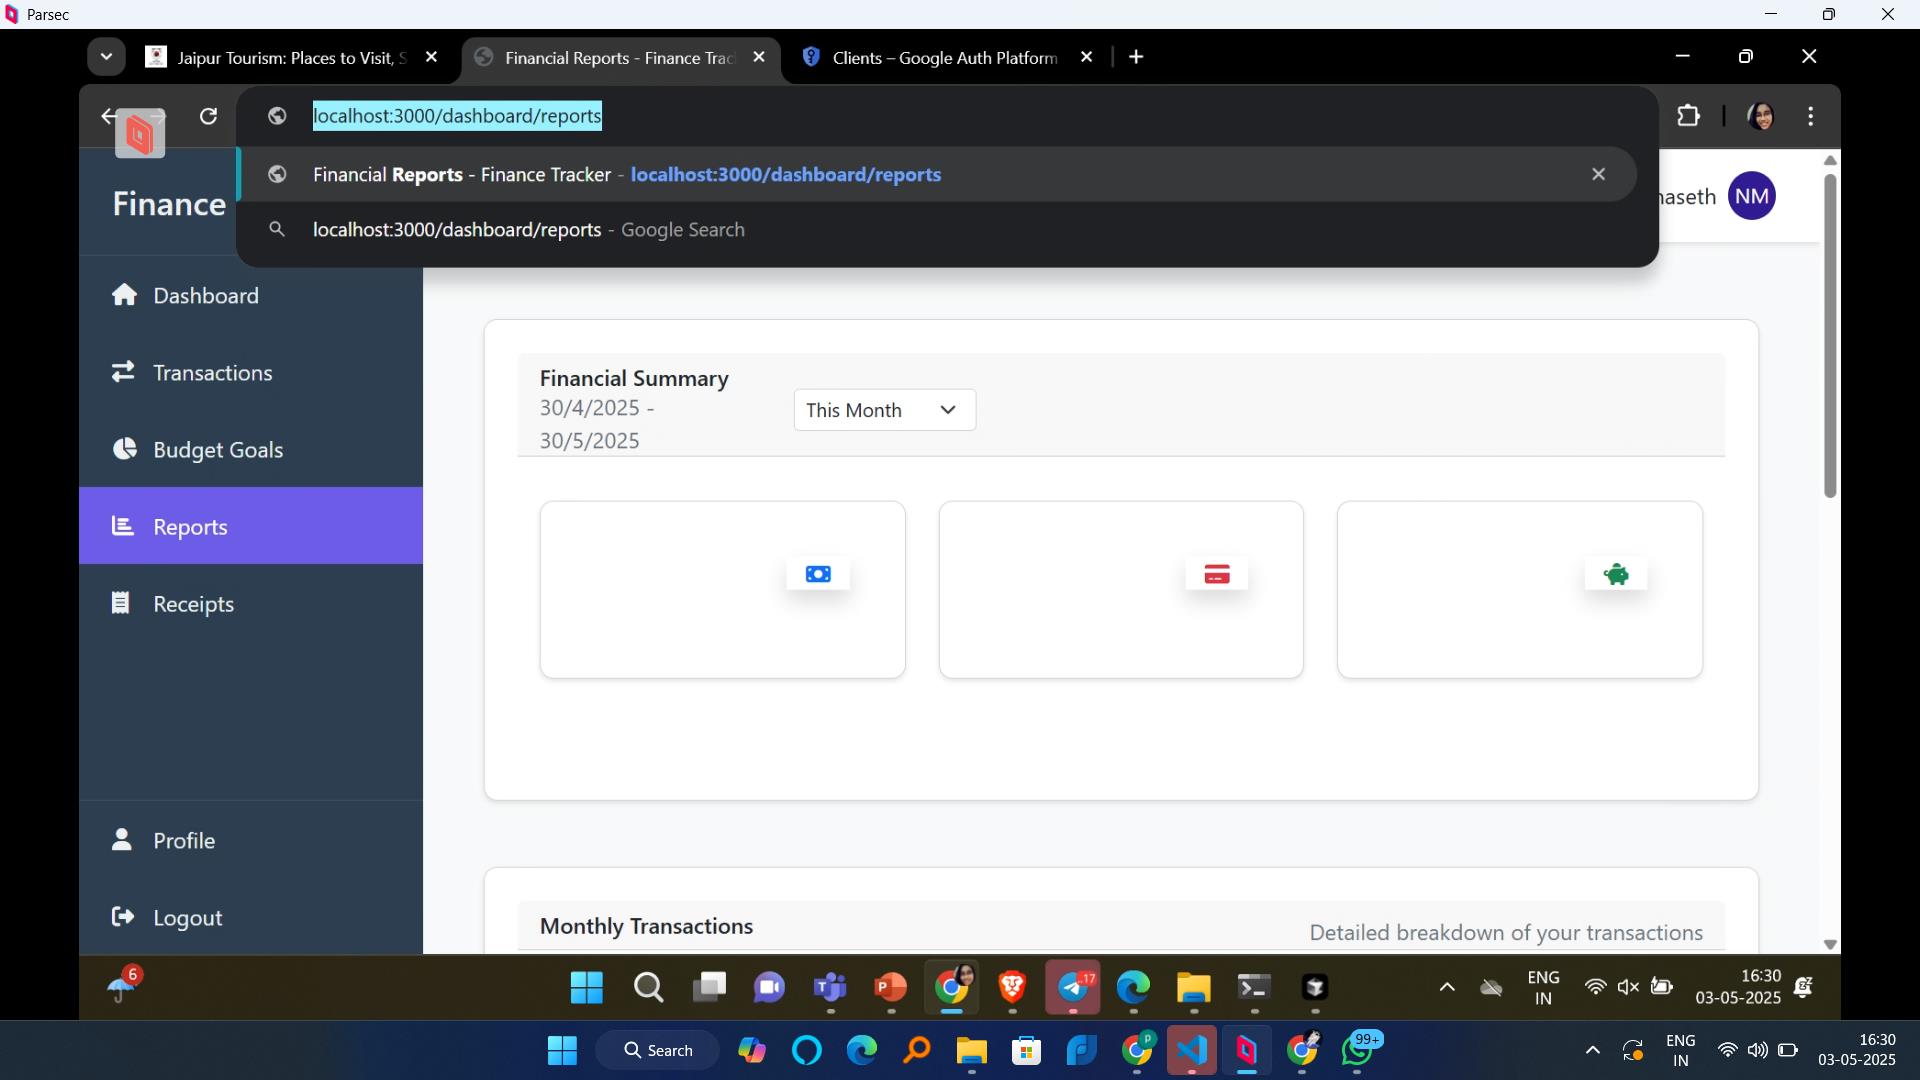 Parsec
Jaipur Tourism: Places to Visit, S
Financial Reports - Finance Trac
Clients – Google Auth Platform
localhost:3000/dashboard/reports
Financial Reports - Finance Tracker - localhost:3000/dashboard/reports
localhost:3000/dashboard/reports - Google Search
Finance
naseth
NM
Dashboard
Transactions
Budget Goals
Reports
Receipts
Profile
Logout
Financial Summary
30/4/2025 -
30/5/2025
This Month
Monthly Transactions
Detailed breakdown of your transactions
6
17
ENG
IN
16:30
03-05-2025
Search
99+
ENG
IN
16:30
03-05-2025